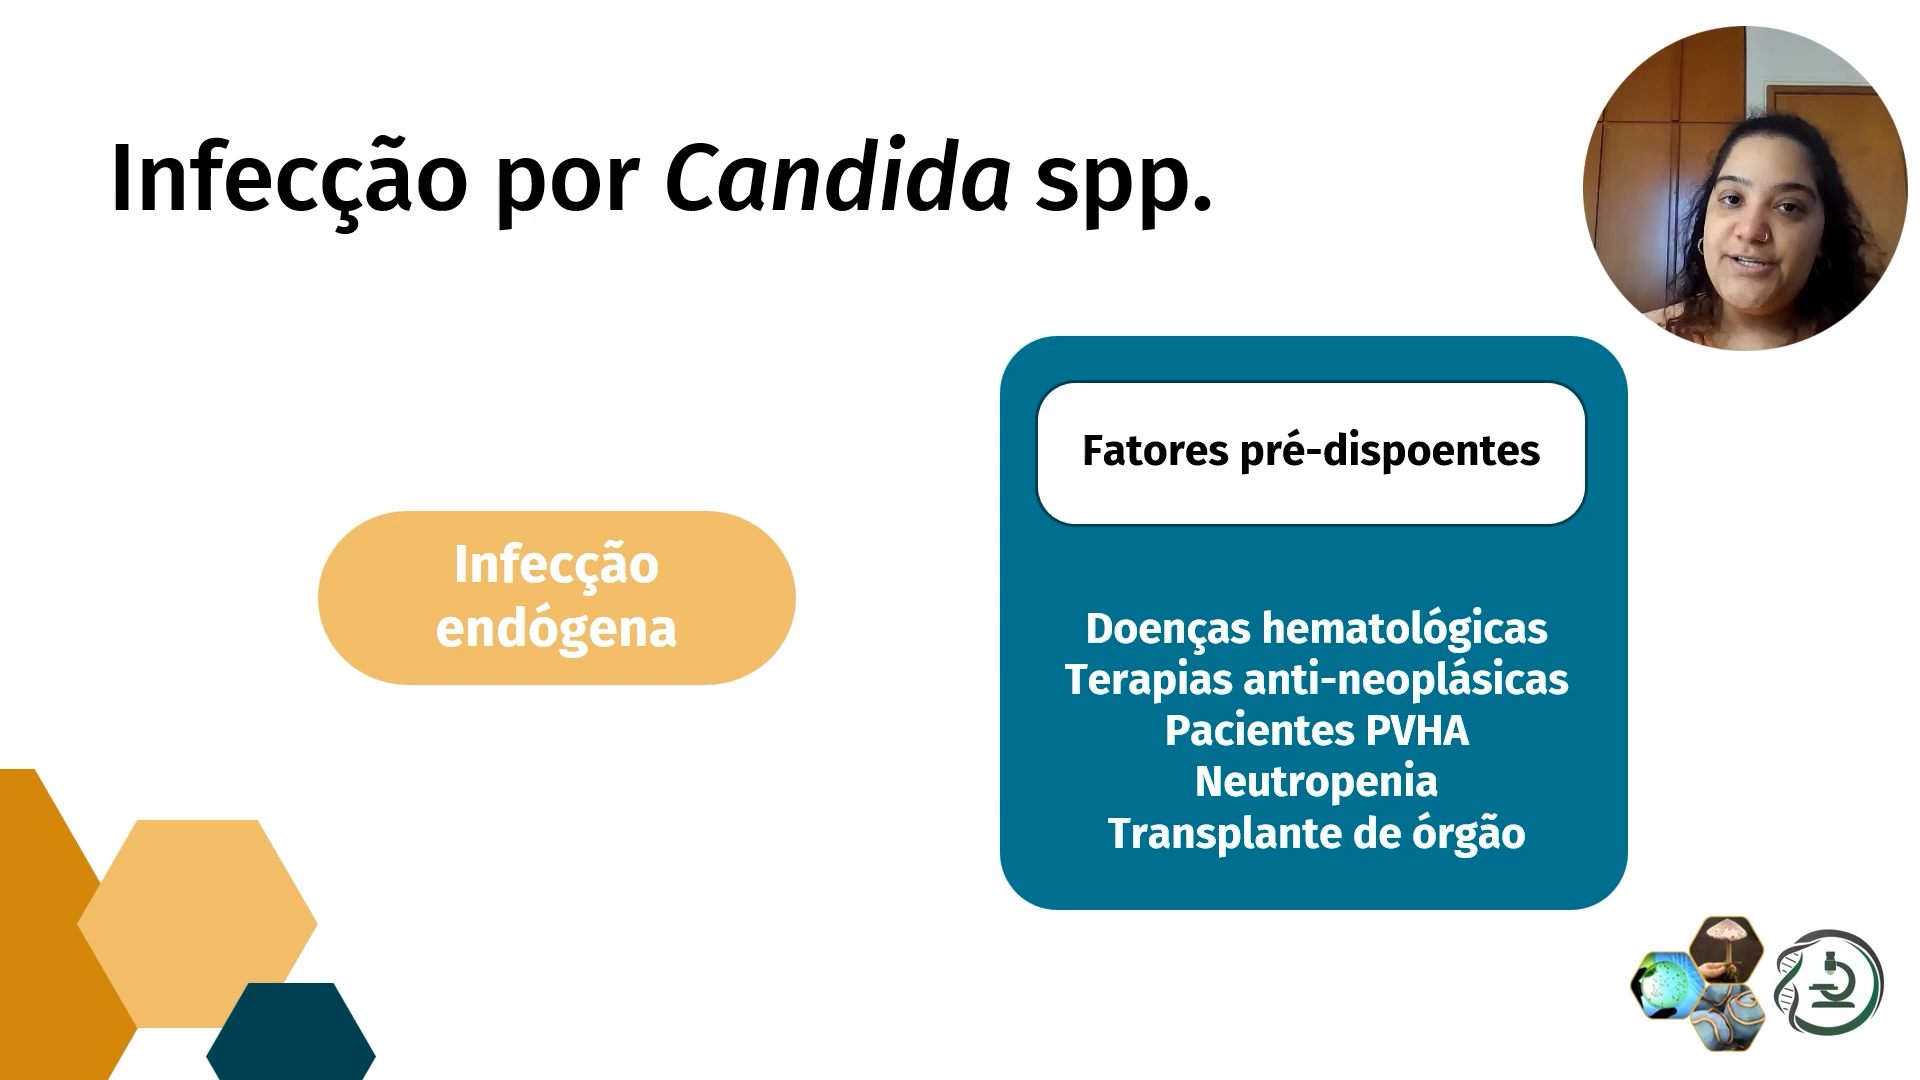 Infecção por Candida spp.
Infecção
endógena
Fatores pré-dispoentes
Doenças hematológicas
Terapias anti-neoplásicas
Pacientes PVHA
Neutropenia
Transplante de órgão